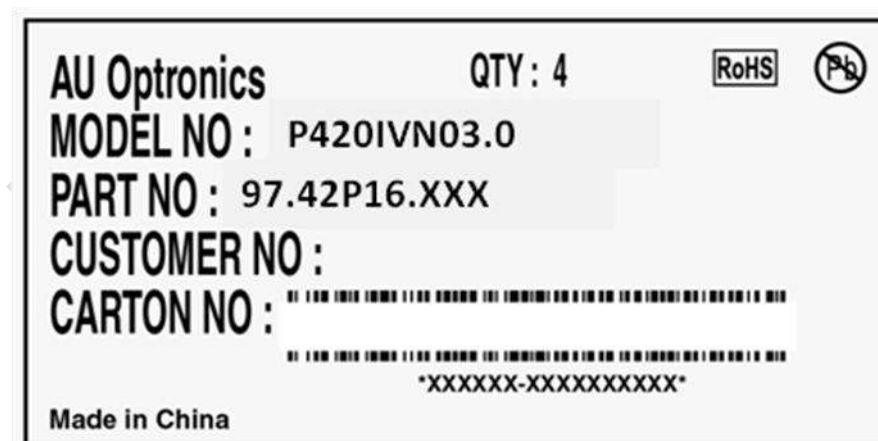 AU Optronics QTY : 4 RoHS Pb
MODEL NO : P420IVN03.0
PART NO : 97.42P16.XXX
CUSTOMER NO :
CARTON NO :
*XXXXXX-XXXXXXXXXX*
Made in China